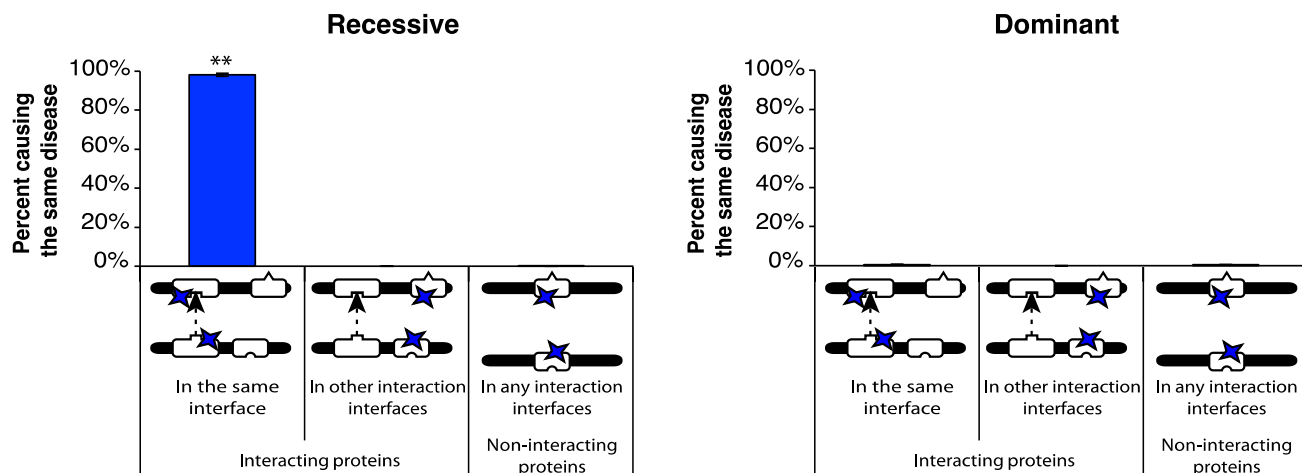 Recessive
Percent causing
the same disease
100%
80%
60%
40%
20%
0%
**
In the same
interface
In other interaction
interfaces
In any interaction
interfaces
Interacting proteins
Non-interacting
proteins
Dominant
Percent causing
the same disease
100%
80%
60%
40%
20%
0%
In the same
interface
In other interaction
interfaces
In any interaction
interfaces
Interacting proteins
Non-interacting
proteins